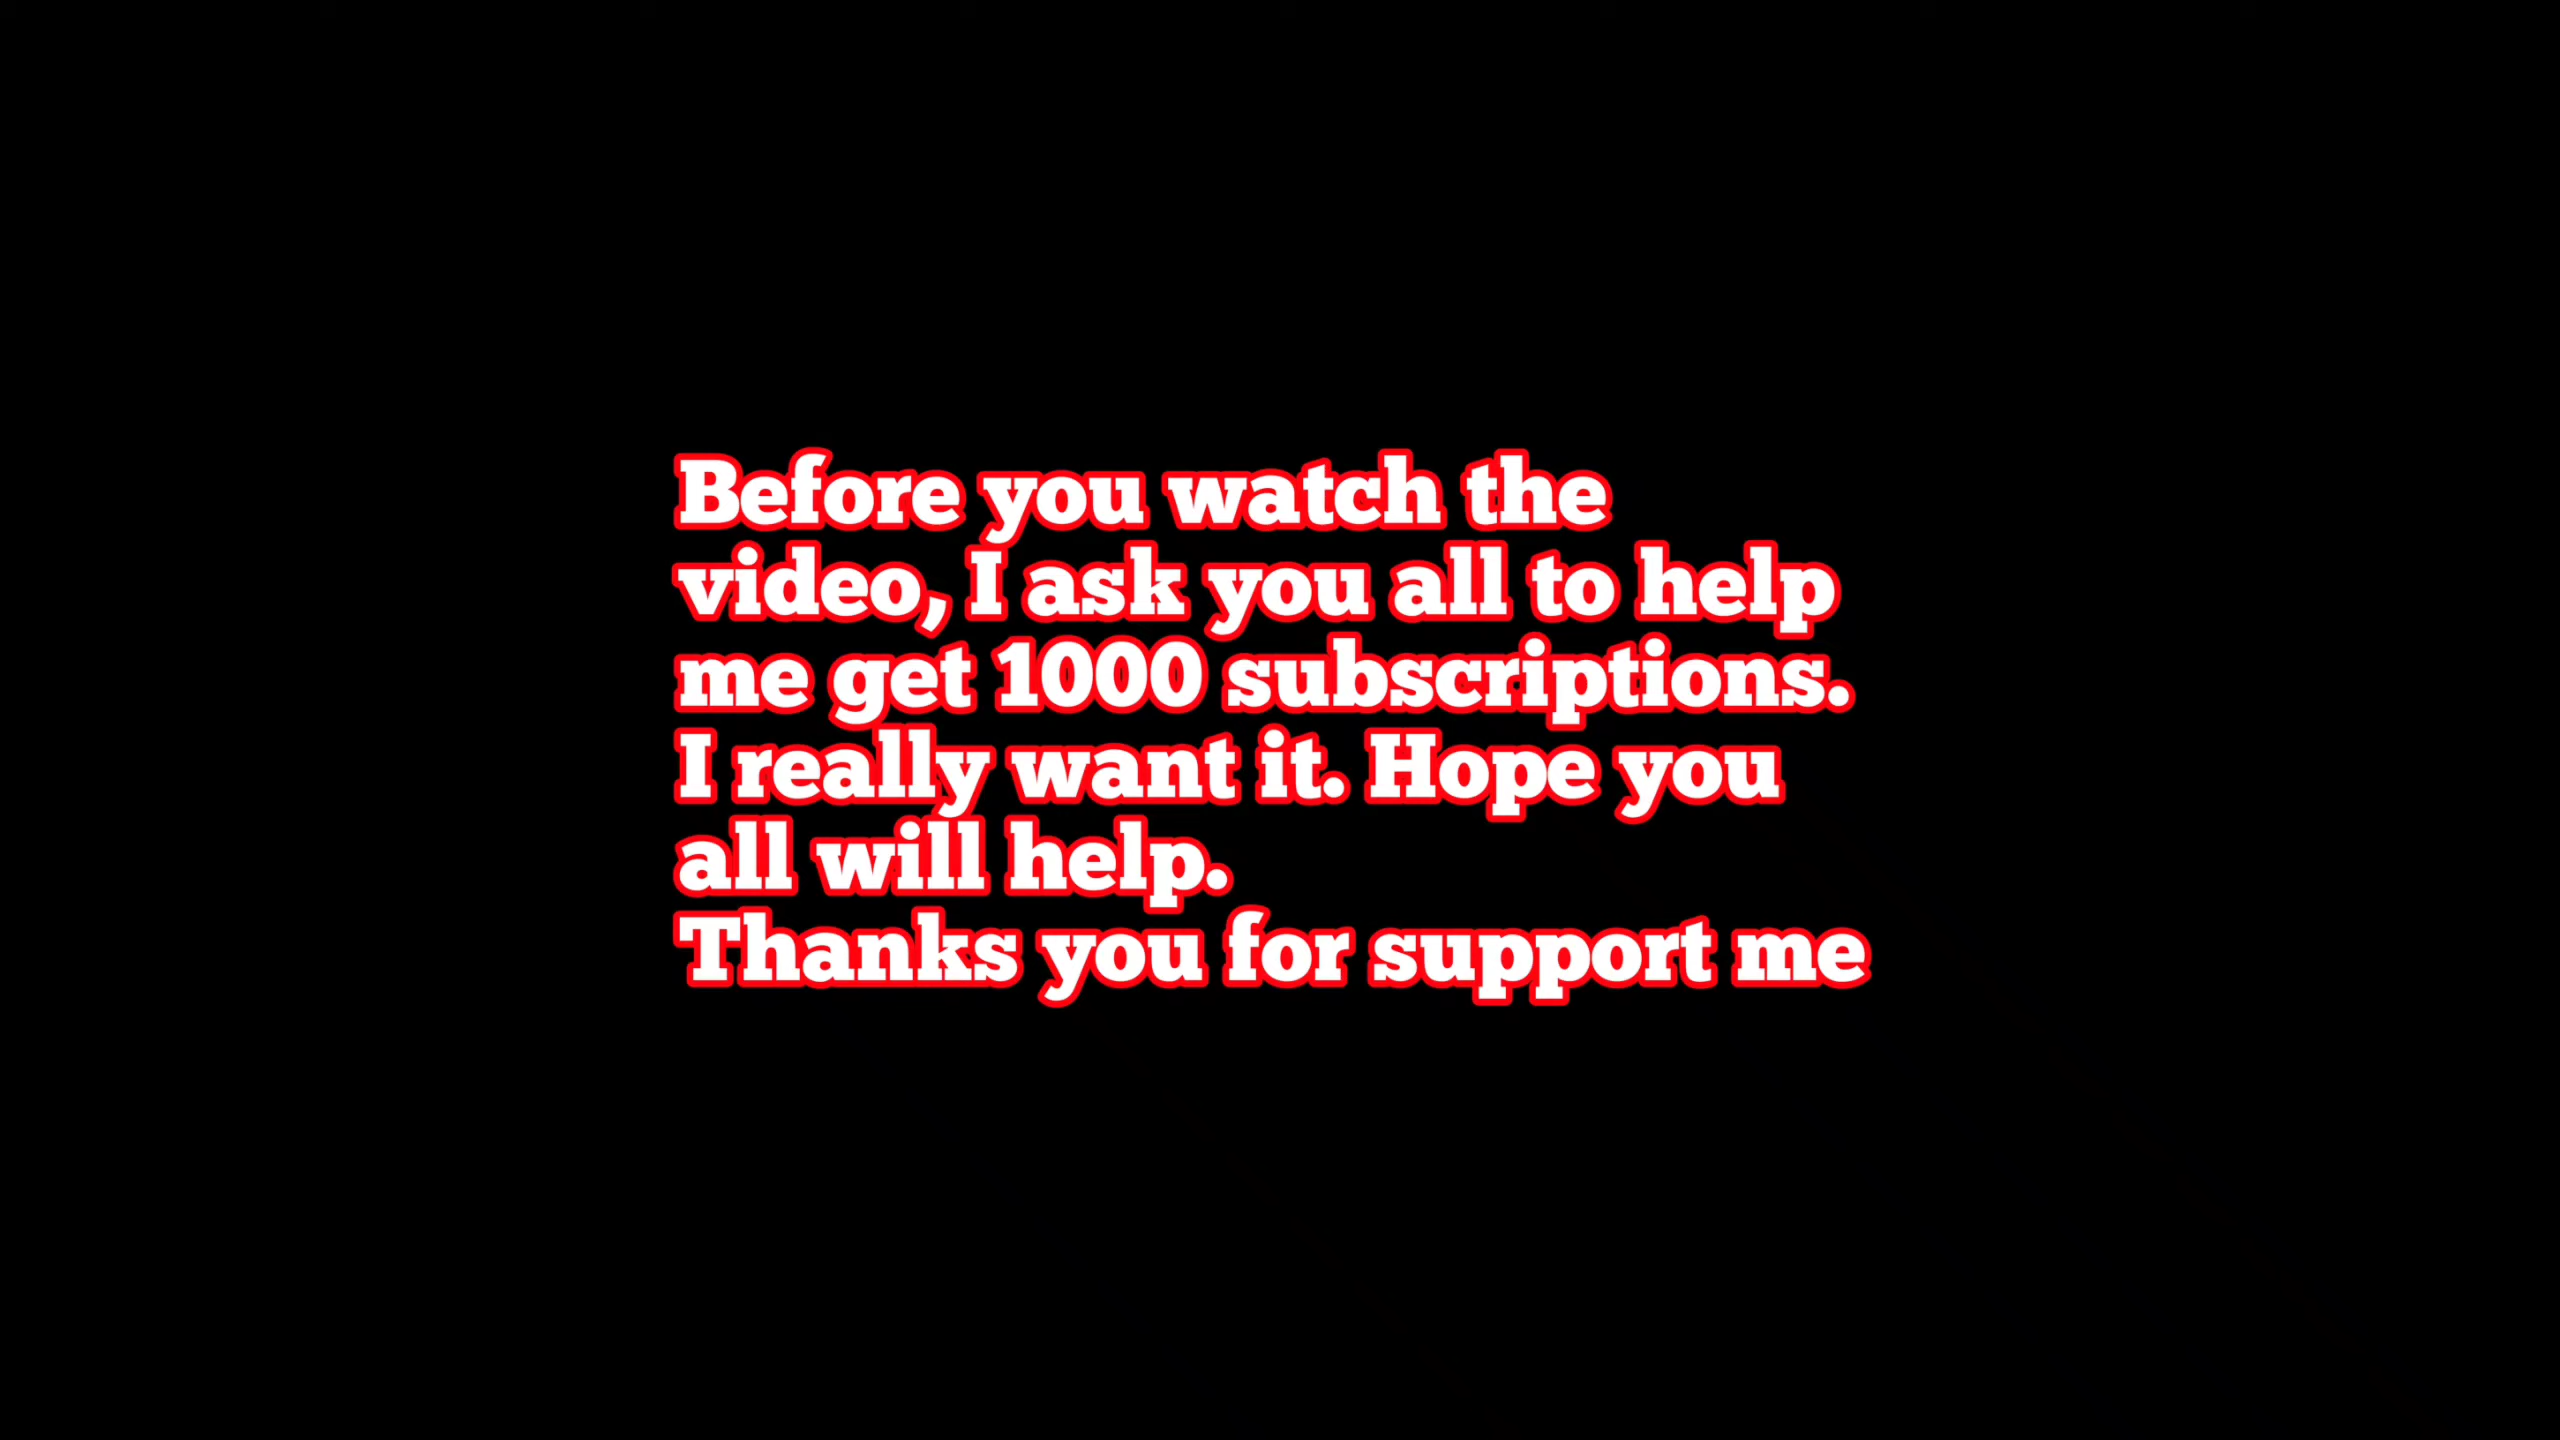 Before you watch the
video, I ask you all to help
me get 1000 subscriptions.
I really want it. Hope you
all will help.
Thanks you for support me